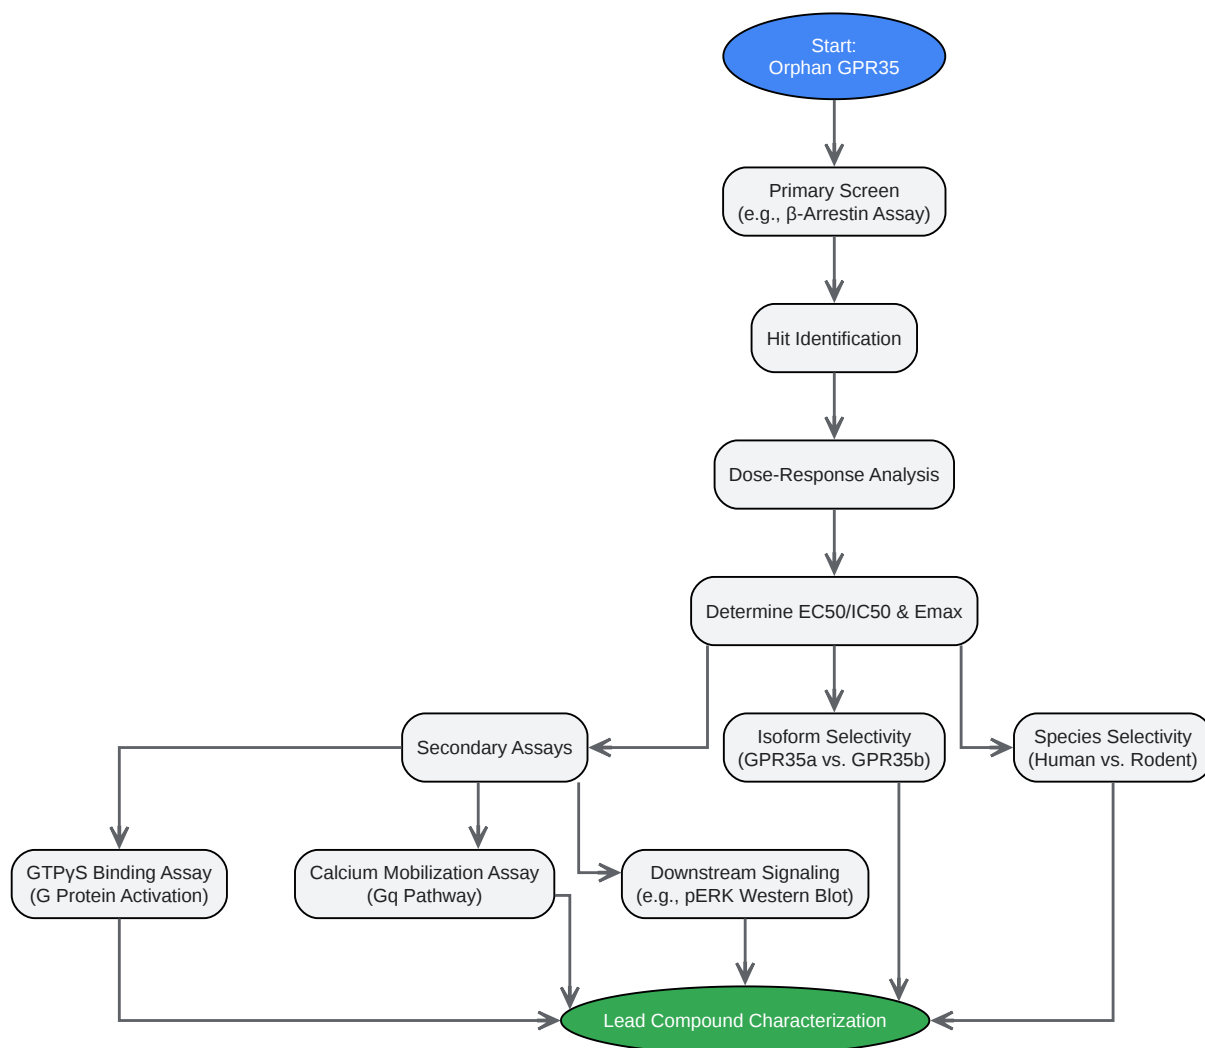 Start:
Orphan GPR35
Primary Screen
(e.g., β-Arrestin Assay)
Hit Identification
Dose-Response Analysis
Determine EC50/IC50 & Emax
Secondary Assays
Isoform Selectivity
(GPR35a vs. GPR35b)
Species Selectivity
(Human vs. Rodent)
GTPγS Binding Assay
(G Protein Activation)
Calcium Mobilization Assay
(Gq Pathway)
Downstream Signaling
(e.g., pERK Western Blot)
Lead Compound Characterization